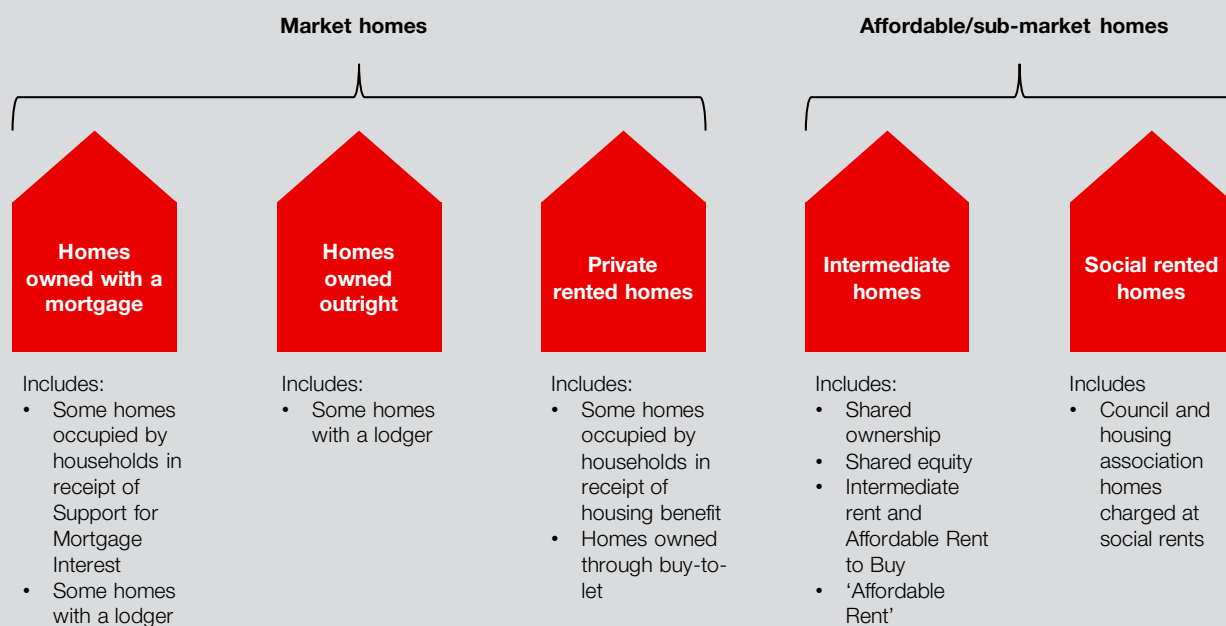 Market homes
Affordable/sub-market homes
Homes
owned with a
mortgage
Homes
owned
outright
Private
rented homes
Intermediate
homes
Social rented
homes
Includes:
• Some homes
occupied by
households in
receipt of
Support for
Mortgage
Interest
• Some homes
with a lodger
Includes:
• Some homes
with a lodger
Includes:
• Some homes
occupied by
households in
receipt of
housing benefit
• Homes owned
through buy-to-
let
Includes:
• Shared
ownership
• Shared equity
• Intermediate
rent and
Affordable Rent
to Buy
• ‘Affordable
Rent’
Includes
• Council and
housing
association
homes
charged at
social rents